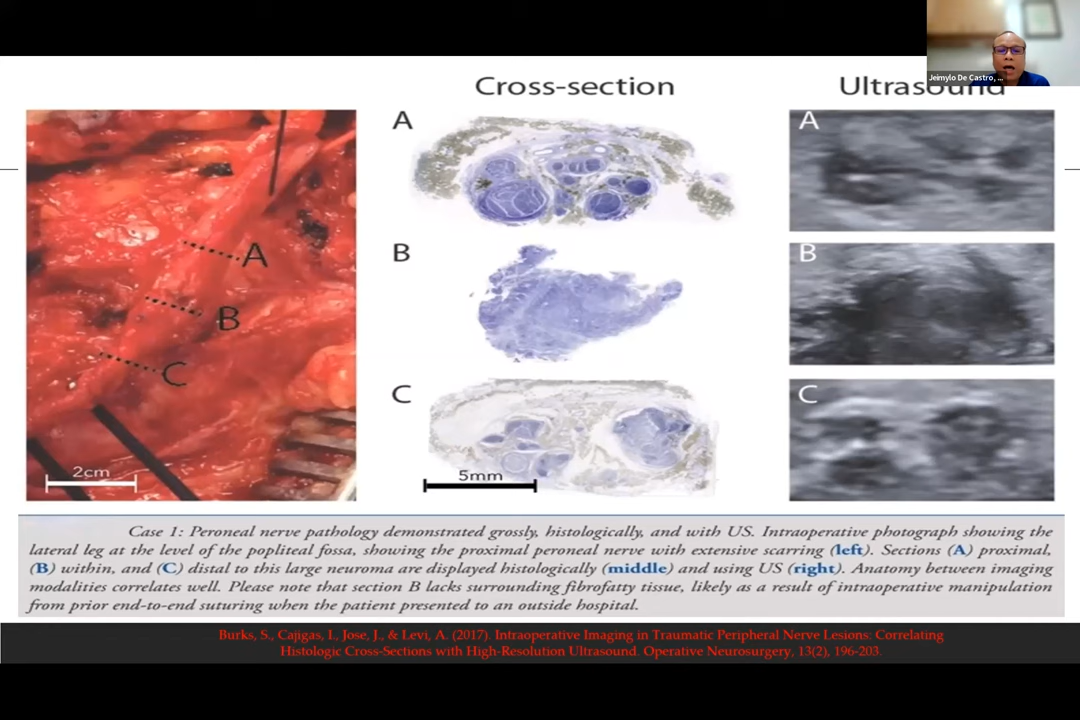 Jeimylo De Castro, ...
Cross-section
Ultrasound
A
B
C
2cm
A
B
C
5mm
A
B
C
Case 1: Peroneal nerve pathology demonstrated grossly, histologically, and with US. Intraoperative photograph showing the
lateral leg at the level of the popliteal fossa, showing the proximal peroneal nerve with extensive scarring (left). Sections (A) proximal,
(B) within, and (C) distal to this large neuroma are displayed histologically (middle) and using US (right). Anatomy between imaging
modalities correlates well. Please note that section B lacks surrounding fibrofatty tissue, likely as a result of intraoperative manipulation
from prior end-to-end suturing when the patient presented to an outside hospital.
Burks, S., Cajigas, I., Jose, J., & Levi, A. (2017). Intraoperative Imaging in Traumatic Peripheral Nerve Lesions: Correlating
Histologic Cross-Sections with High-Resolution Ultrasound. Operative Neurosurgery, 13(2), 196-203.